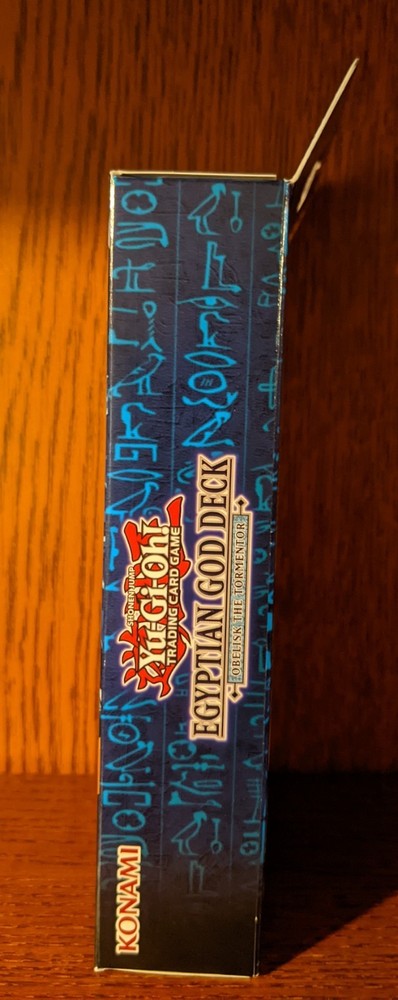 SHONEN JUMP
Yu-Gi-Oh!
TRADING CARD GAME
EGYPTIAN GOD DECK
OBELISK THE TORMENTOR
KONAMI